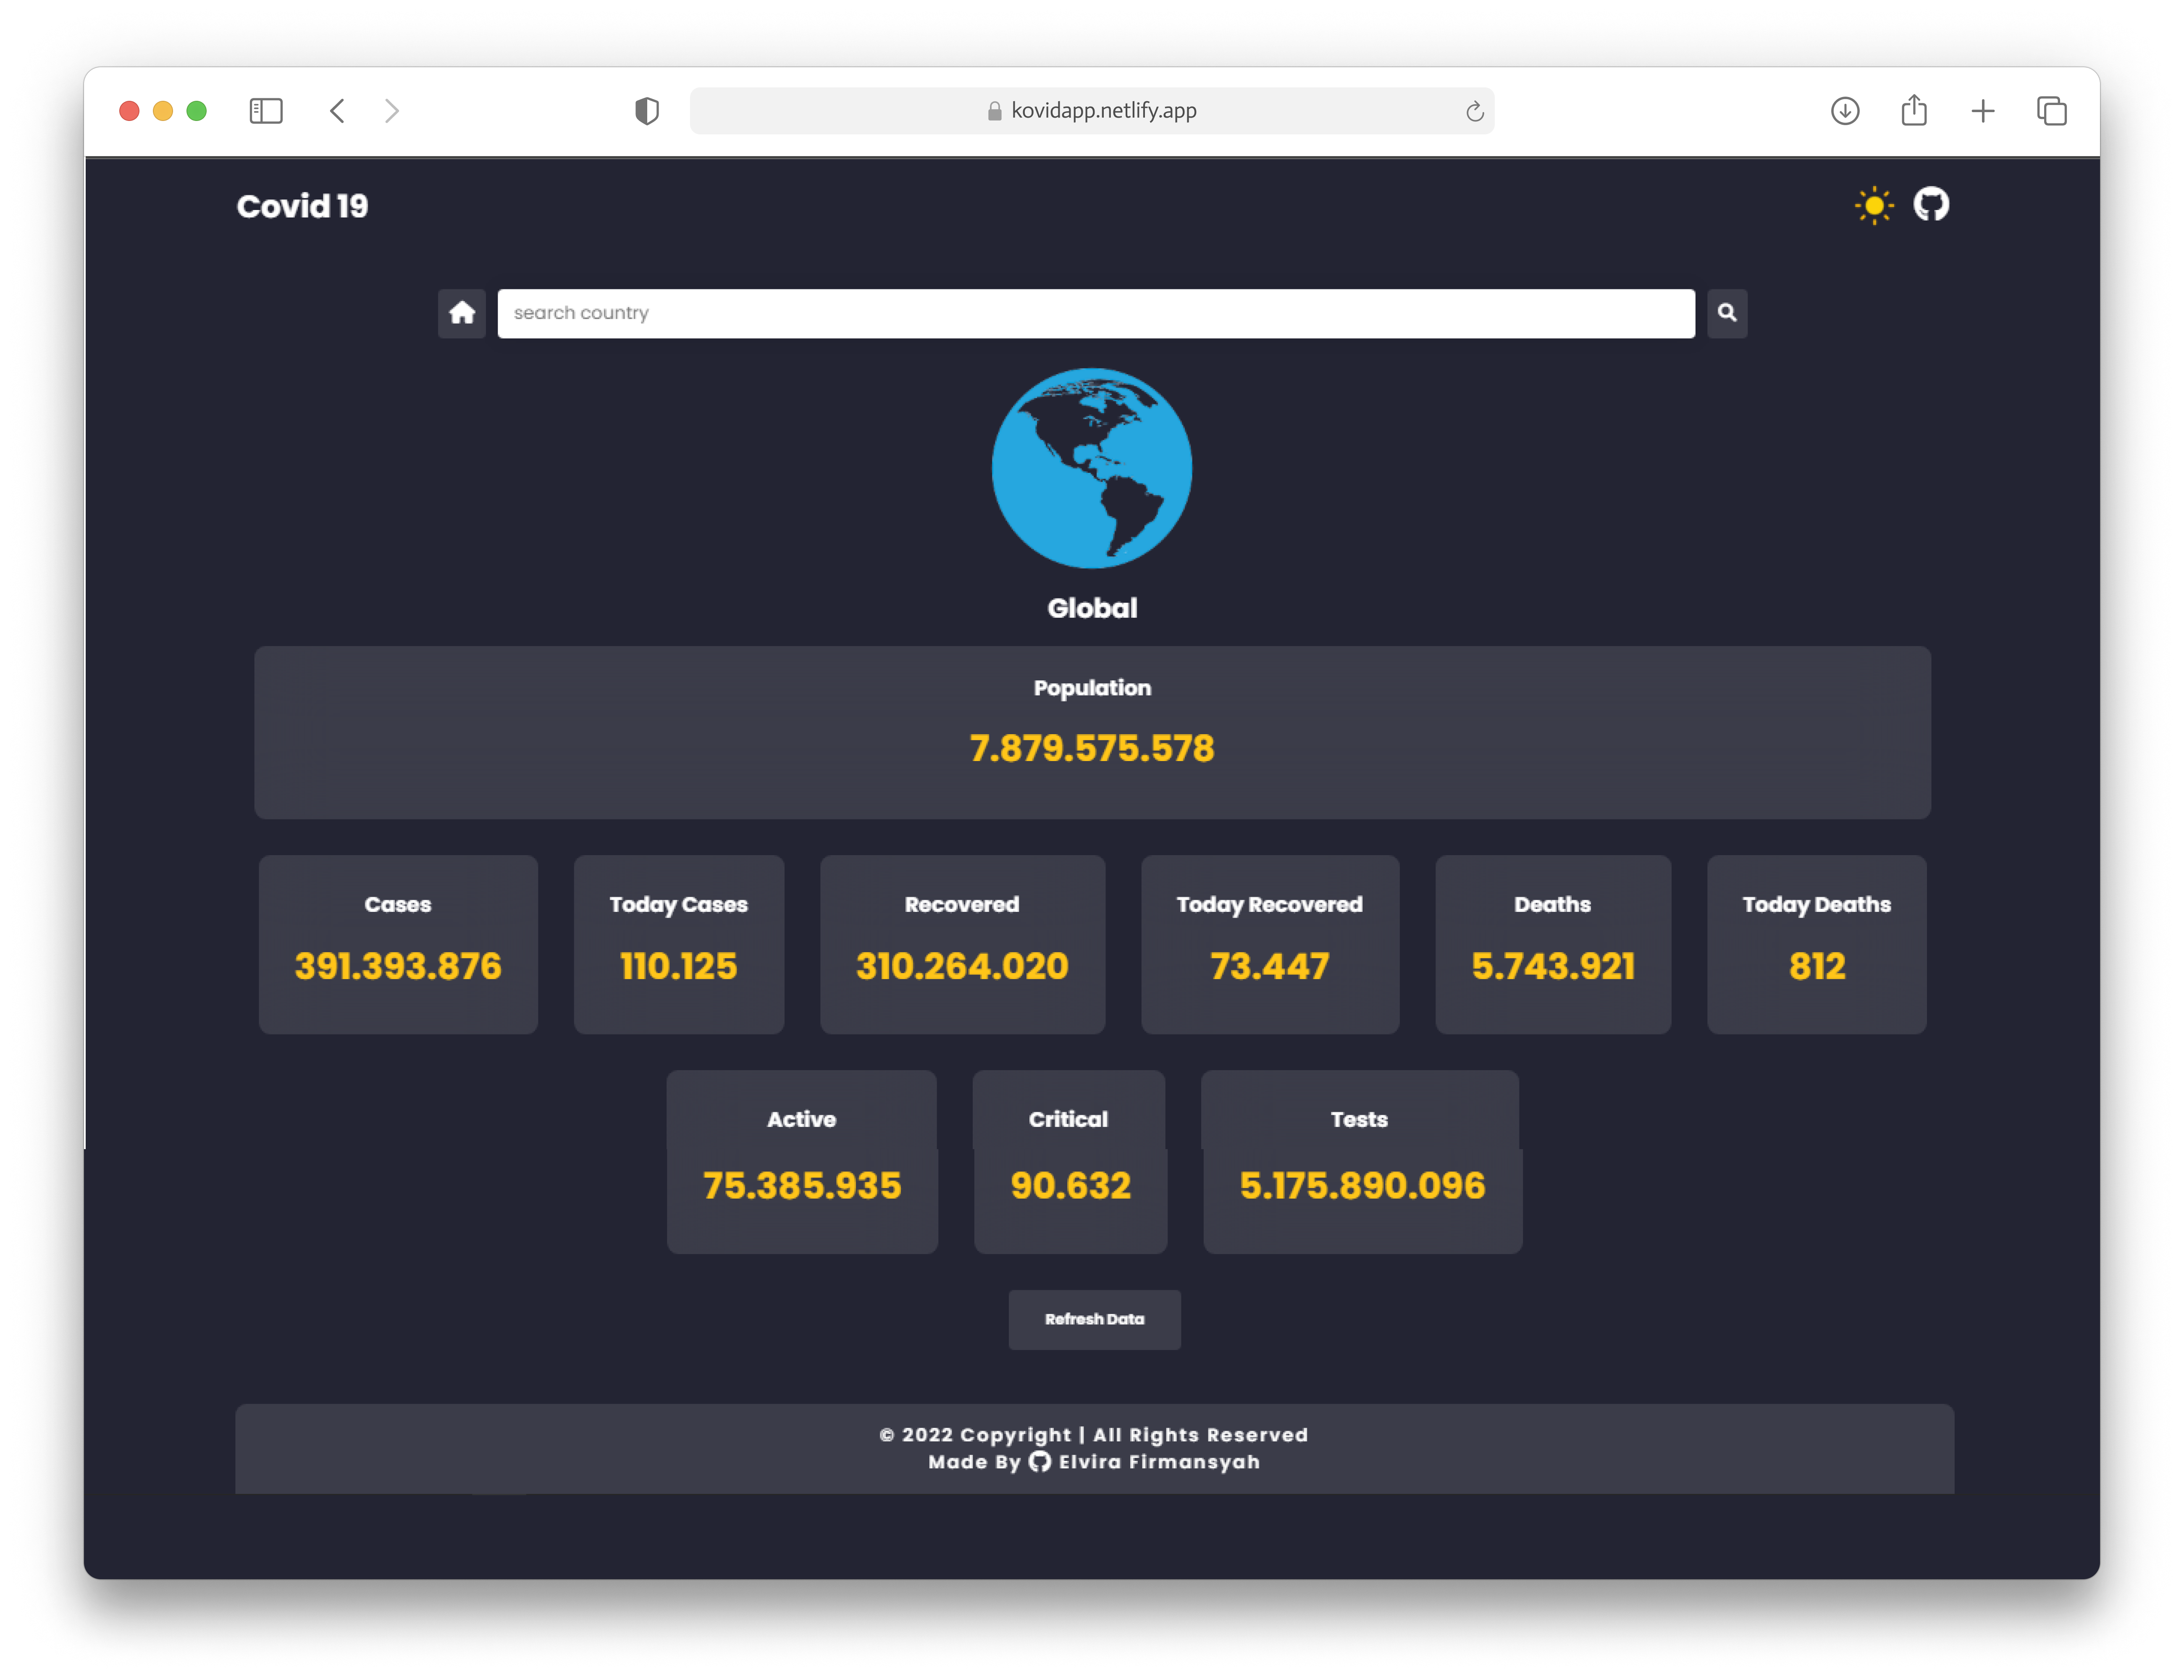 kovidapp.netlify.app
Covid 19
search country
Global
Population
7.879.575.578
Cases
391.393.876
Today Cases
110.125
Recovered
310.264.020
Today Recovered
73.447
Deaths
5.743.921
Today Deaths
812
Active
75.385.935
Critical
90.632
Tests
5.175.890.096
Refresh Data
© 2022 Copyright | All Rights Reserved
Made By Elvira Firmansyah